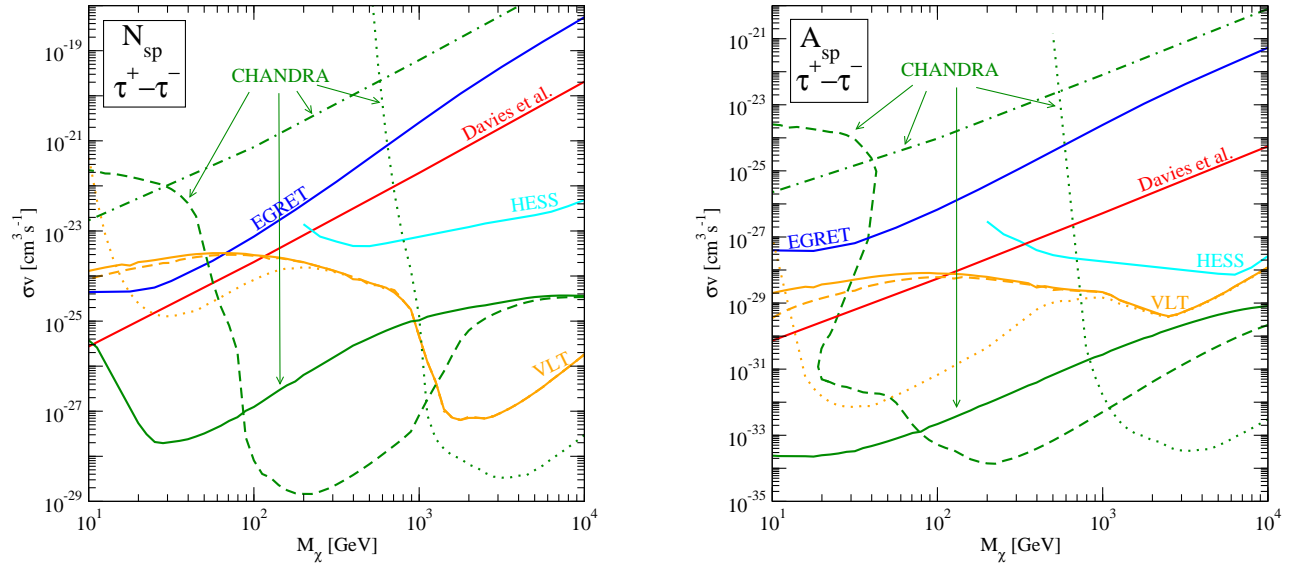 N_sp
τ⁺−τ⁻
CHANDRA
Davies et al.
EGRET
HESS
VLT
σv [cm³s⁻¹]
10⁻¹⁹
10⁻²¹
10⁻²³
10⁻²⁵
10⁻²⁷
10⁻²⁹
10¹ 10² 10³ 10⁴
M_χ [GeV]
A_sp
τ⁺−τ⁻
CHANDRA
Davies et al.
EGRET
HESS
VLT
σv [cm³s⁻¹]
10⁻²¹
10⁻²³
10⁻²⁵
10⁻²⁷
10⁻²⁹
10⁻³¹
10⁻³³
10⁻³⁵
10¹ 10² 10³ 10⁴
M_χ [GeV]